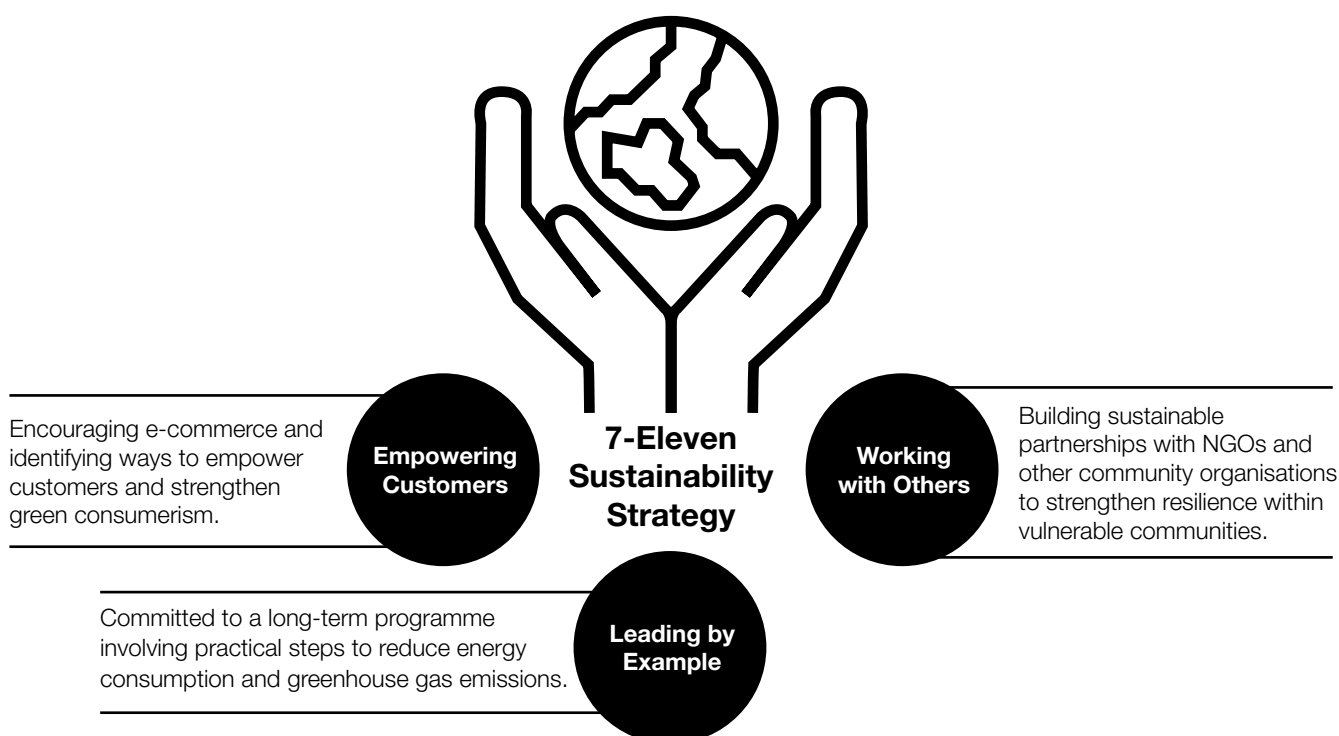 7-Eleven
Sustainability
Strategy
Empowering
Customers
Encouraging e-commerce and
identifying ways to empower
customers and strengthen
green consumerism.
Working
with Others
Building sustainable
partnerships with NGOs and
other community organisations
to strengthen resilience within
vulnerable communities.
Leading by
Example
Committed to a long-term programme
involving practical steps to reduce energy
consumption and greenhouse gas emissions.